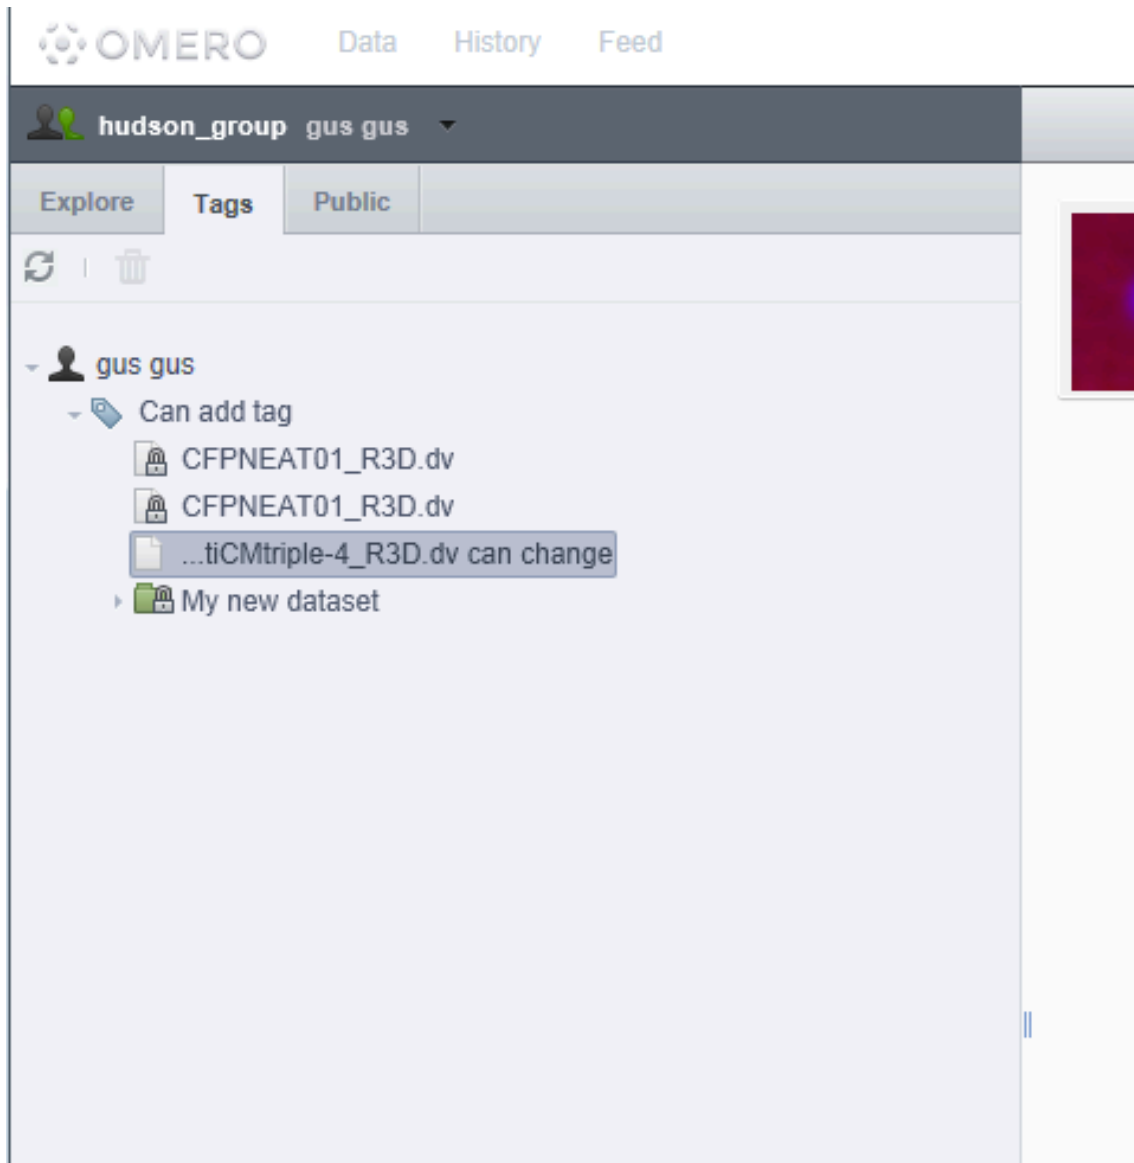 OMERO Data History Feed
hudson_group gus gus
Explore Tags Public
gus gus
Can add tag
CFPNEAT01_R3D.dv
CFPNEAT01_R3D.dv
...tiCMtriple-4_R3D.dv can change
My new dataset